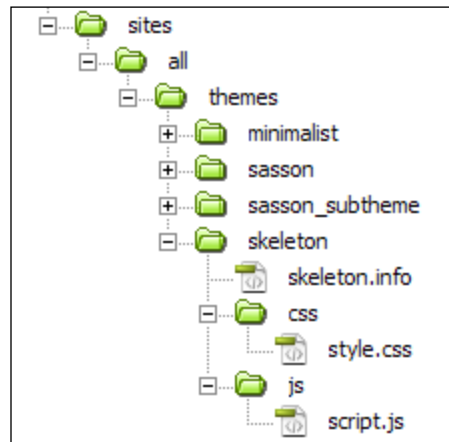 sites
all
themes
minimalist
sasson
sasson_subtheme
skeleton
skeleton.info
css
style.css
js
script.js